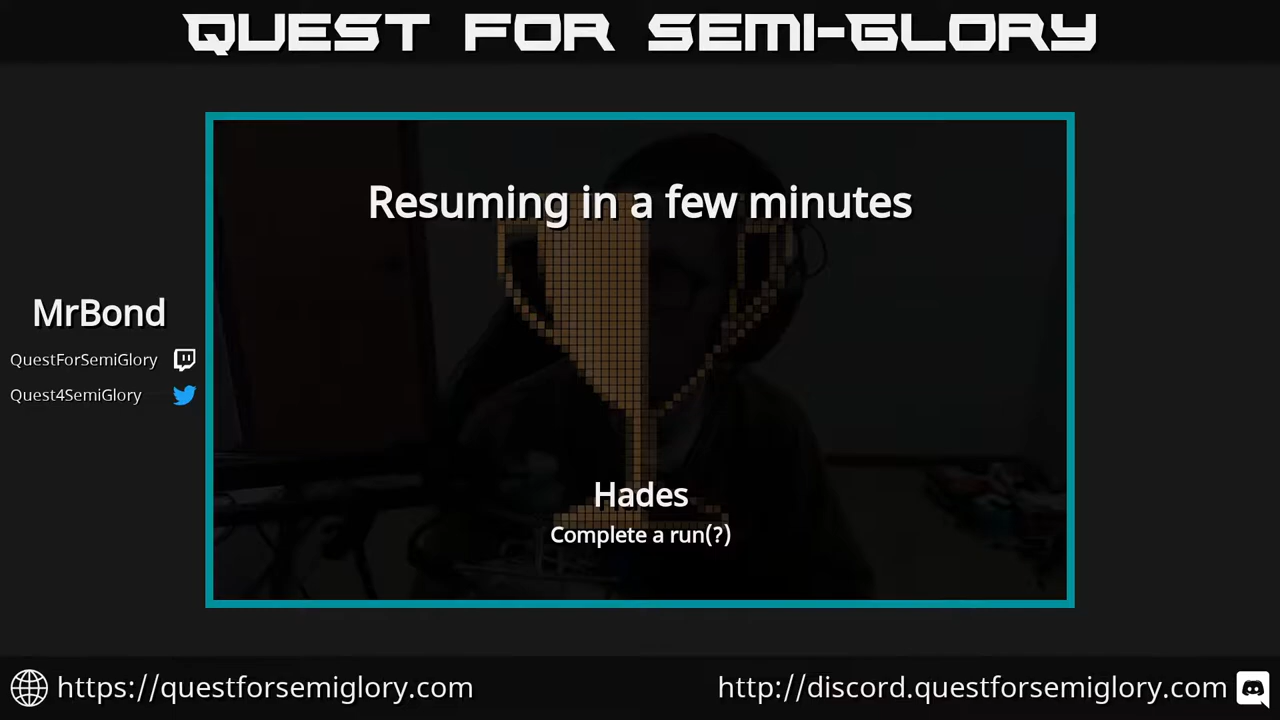 QUEST FOR SEMI-GLORY
Resuming in a few minutes
MrBond
QuestForSemiGlory
Quest4SemiGlory
Hades
Complete a run(?)
https://questforsemiglory.com
http://discord.questforsemiglory.com